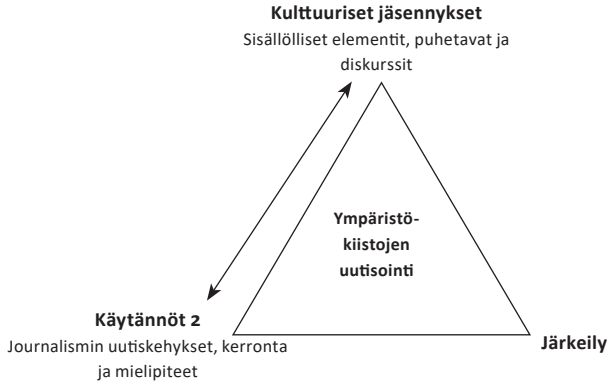 Kulttuuriset jäsennykset
Sisällölliset elementit, puhetavat ja
diskurssit
Ympäristö-
kiistojen
uutisointi
Käytännöt 2
Journalismin uutiskehykset, kerronta
ja mielipiteet
Järkeily